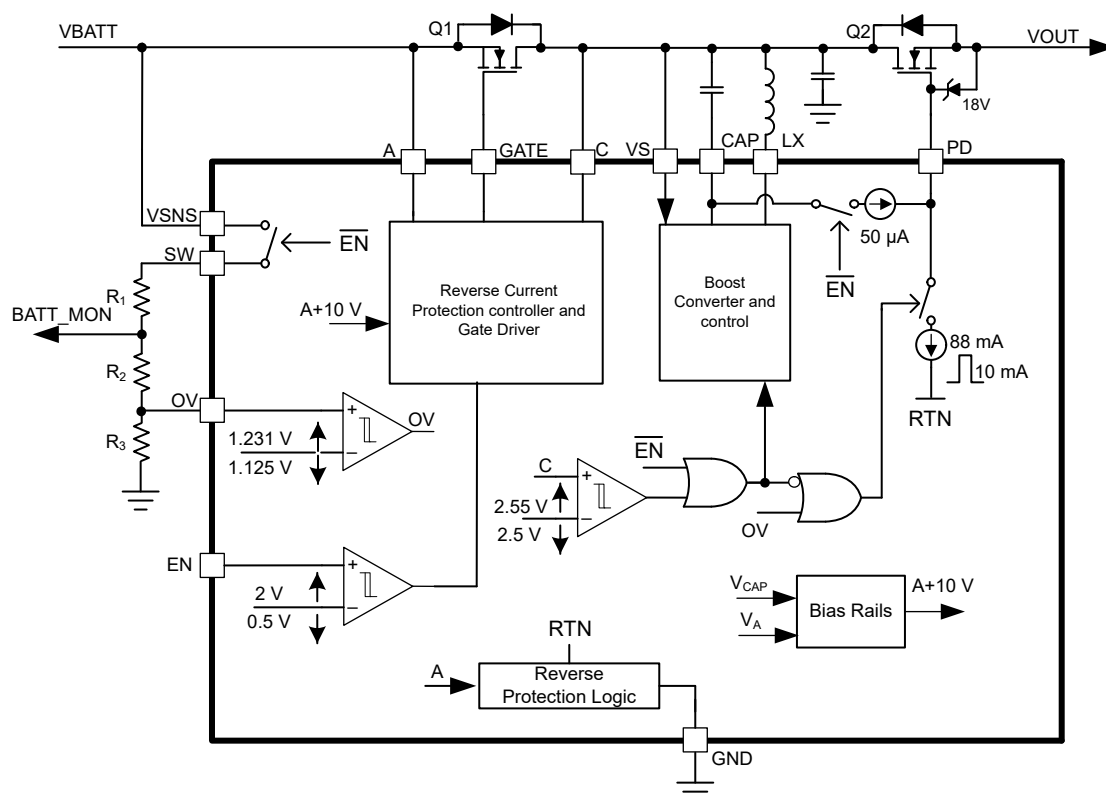 VBATT
Q1
Q2
VOUT
18V
A
GATE
C
VS
CAP
LX
PD
VSNS
SW
EN
50 µA
EN
R1
BATT_MON
R2
OV
R3
A+10 V
Reverse Current
Protection controller and
Gate Driver
Boost
Converter and
control
88 mA
10 mA
RTN
+
OV
1.231 V
−
1.125 V
EN
C
+
2.55 V
−
2.5 V
OV
EN
+
2 V
−
0.5 V
VCAP
VA
Bias Rails
A+10 V
RTN
A
Reverse
Protection Logic
GND